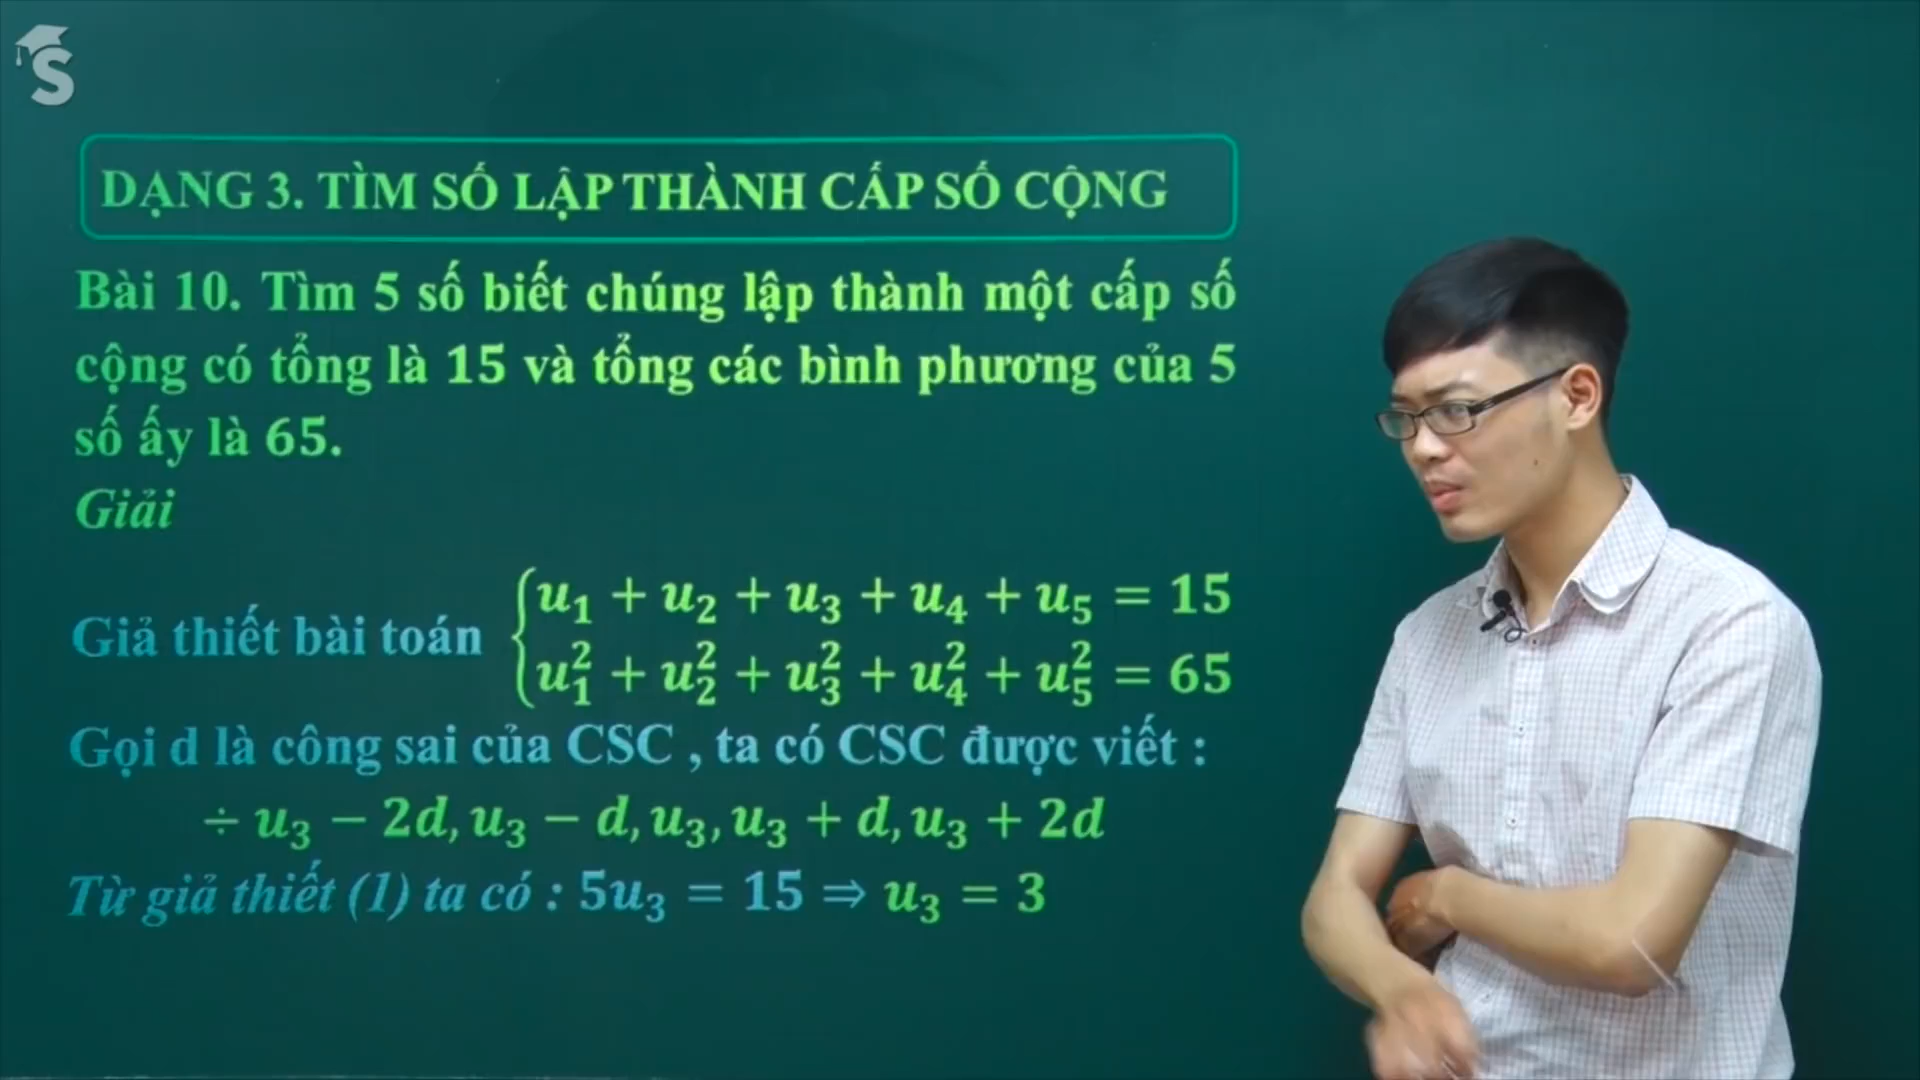 S
DẠNG 3. TÌM SỐ LẬP THÀNH CẤP SỐ CỘNG
Bài 10. Tìm 5 số biết chúng lập thành một cấp số
cộng có tổng là 15 và tổng các bình phương của 5
số ấy là 65.
Giải
Giả thiết bài toán { u₁ + u₂ + u₃ + u₄ + u₅ = 15
u₁² + u₂² + u₃² + u₄² + u₅² = 65
Gọi d là công sai của CSC , ta có CSC được viết :
÷ u₃ − 2d, u₃ − d, u₃, u₃ + d, u₃ + 2d
Từ giả thiết (1) ta có : 5u₃ = 15 ⇒ u₃ = 3